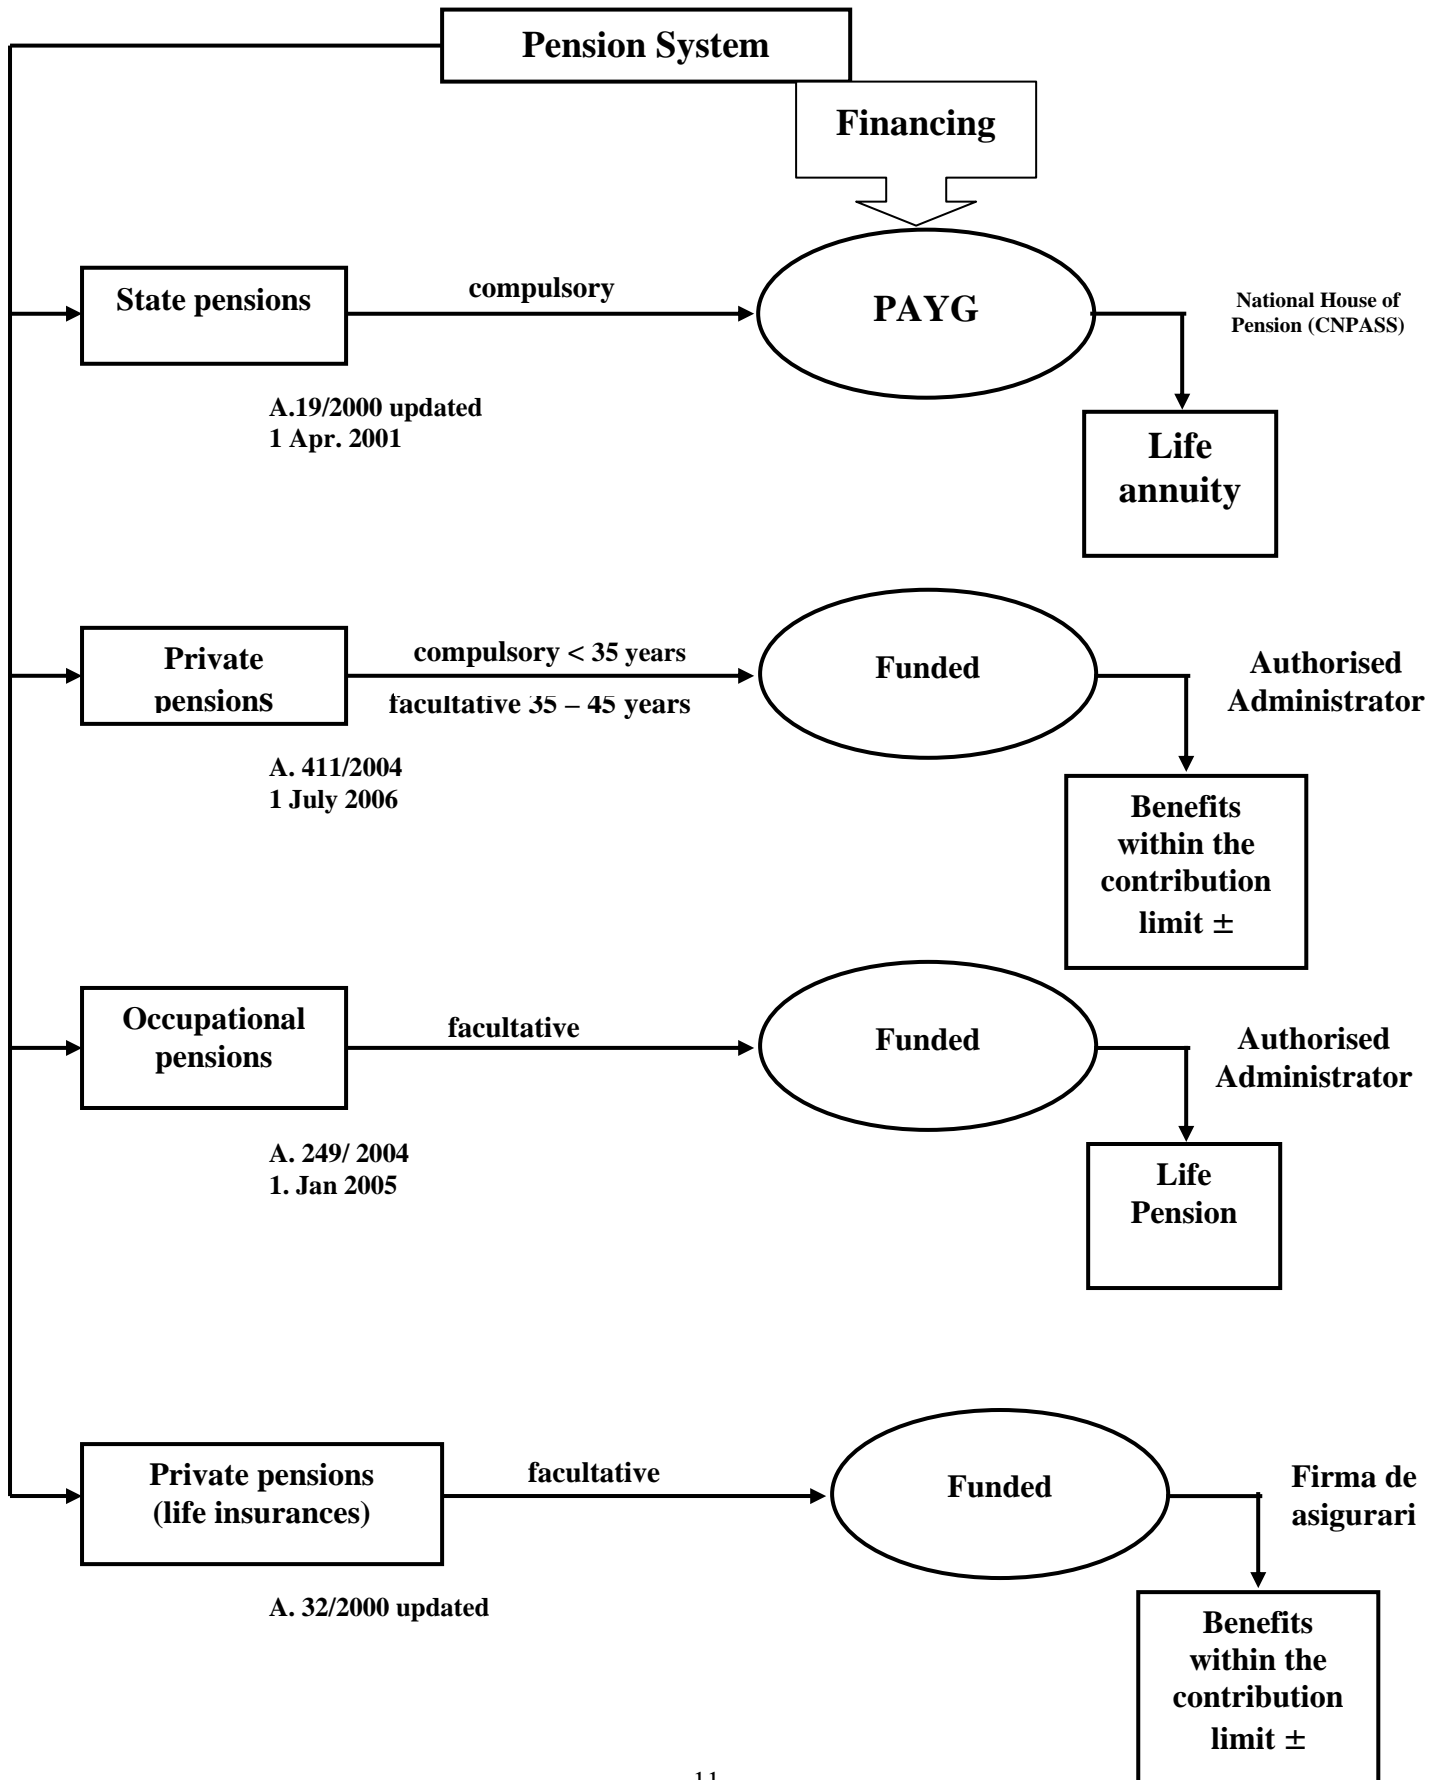 Pension System
Financing
State pensions
compulsory
PAYG
National House of
Pension (CNPASS)
A.19/2000 updated
1 Apr. 2001
Life
annuity
Private
pensions
compulsory < 35 years
facultative 35 – 45 years
Funded
Authorised
Administrator
A. 411/2004
1 July 2006
Benefits
within the
contribution
limit ±
Occupational
pensions
facultative
Funded
Authorised
Administrator
A. 249/ 2004
1. Jan 2005
Life
Pension
Private pensions
(life insurances)
facultative
Funded
Firma de
asigurari
A. 32/2000 updated
Benefits
within the
contribution
limit ±
11